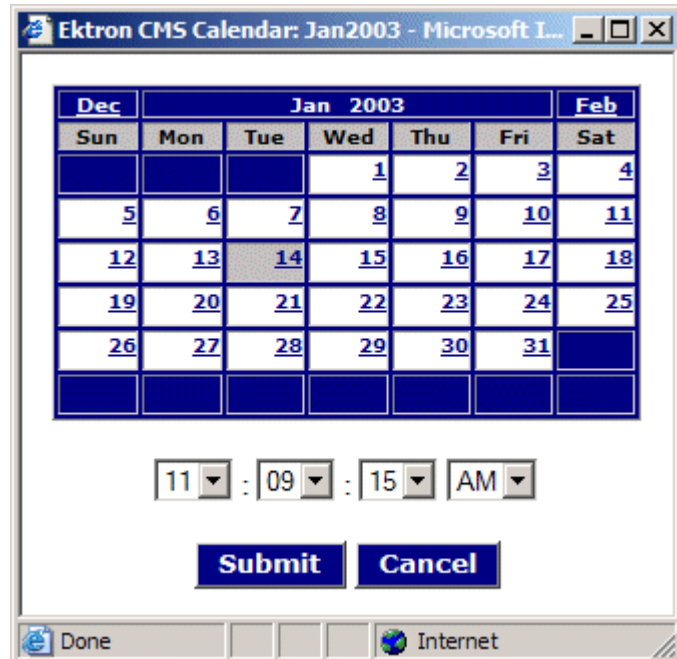 Ektron CMS Calendar: Jan2003 - Microsoft I...
Dec Jan 2003 Feb
Sun Mon Tue Wed Thu Fri Sat
1 2 3 4
5 6 7 8 9 10 11
12 13 14 15 16 17 18
19 20 21 22 23 24 25
26 27 28 29 30 31
11 : 09 : 15 AM
Submit Cancel
Done Internet